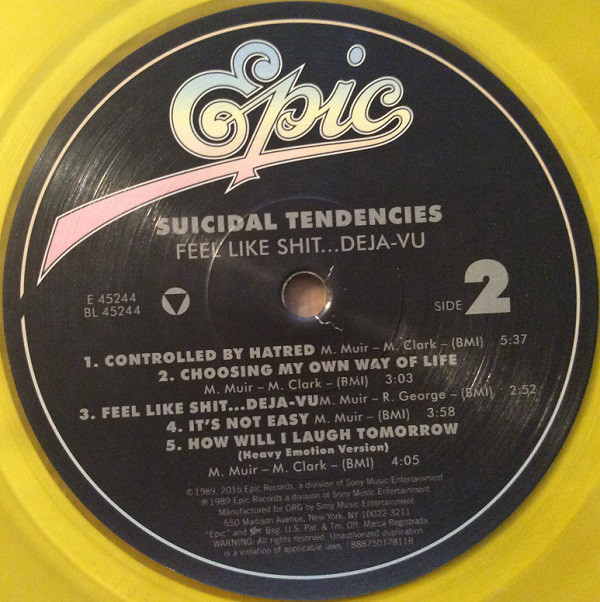 Epic
SUICIDAL TENDENCIES
FEEL LIKE SHIT...DEJA-VU
E 45244
BL 45244
SIDE 2
1. CONTROLLED BY HATRED M. Muir – M. Clark – (BMI) 5:37
2. CHOOSING MY OWN WAY OF LIFE
M. Muir – M. Clark – (BMI) 3:03
3. FEEL LIKE SHIT...DEJA-VU M. Muir – R. George – (BMI) 2:52
4. IT'S NOT EASY M. Muir – (BMI) 3:58
5. HOW WILL I LAUGH TOMORROW
(Heavy Emotion Version)
M. Muir – M. Clark – (BMI) 4:05
© 1989, 2015 Epic Records, a division of Sony Music Entertainment
℗ 1989 Epic Records a division of Sony Music Entertainment
Manufactured for ORG by Sony Music Entertainment
550 Madison Avenue, New York, NY 10022 3211
"Epic" and Epic Reg. U.S. Pat. & Tm. Off. Marca Registrada
WARNING: All rights reserved. Unauthorized duplication
is a violation of applicable laws. 888750178118